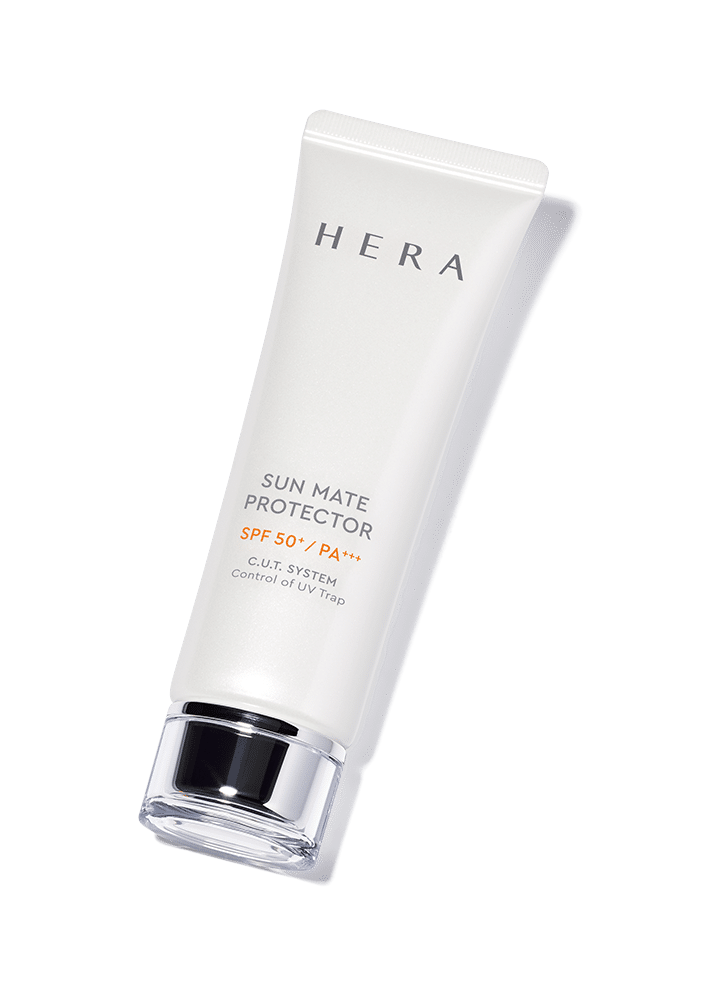 HERA
SUN MATE
PROTECTOR
SPF 50⁺ / PA⁺⁺⁺
C.U.T. SYSTEM
Control of UV Trap